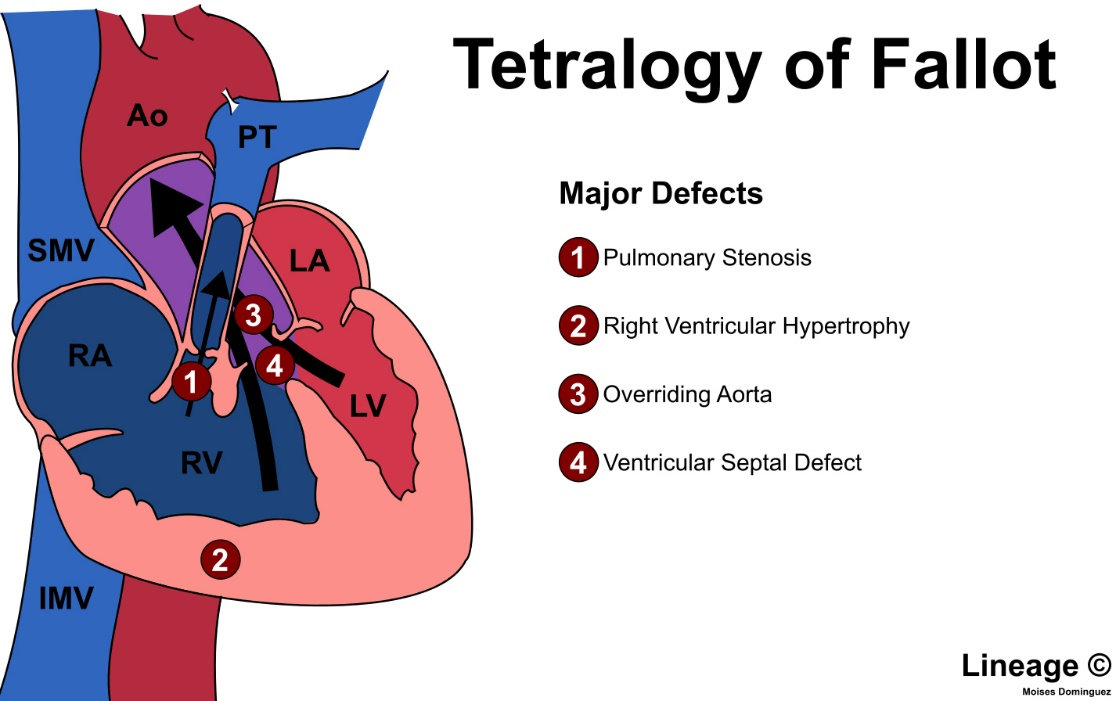 Tetralogy of Fallot
Ao
PT
Major Defects
SMV
LA
1 Pulmonary Stenosis
3
2 Right Ventricular Hypertrophy
RA
4
1
3 Overriding Aorta
LV
RV
4 Ventricular Septal Defect
2
IMV
Lineage ©
Moises Dominguez